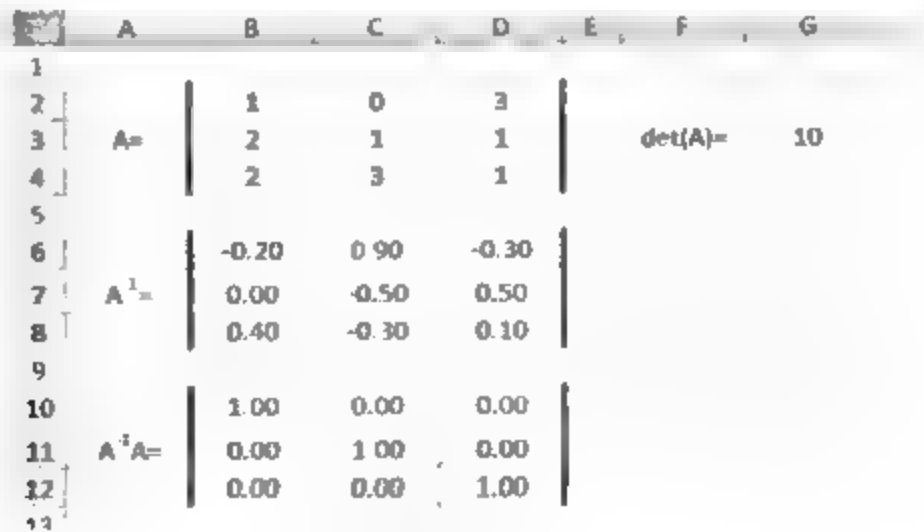 A B C D E F G
1
2 1 0 3
3 A= 2 1 1 det(A)= 10
4 2 3 1
5
6 -0.20 0.90 -0.30
7 A⁻¹= 0.00 -0.50 0.50
8 0.40 -0.30 0.10
9
10 1.00 0.00 0.00
11 A⁻¹A= 0.00 1.00 0.00
12 0.00 0.00 1.00
13